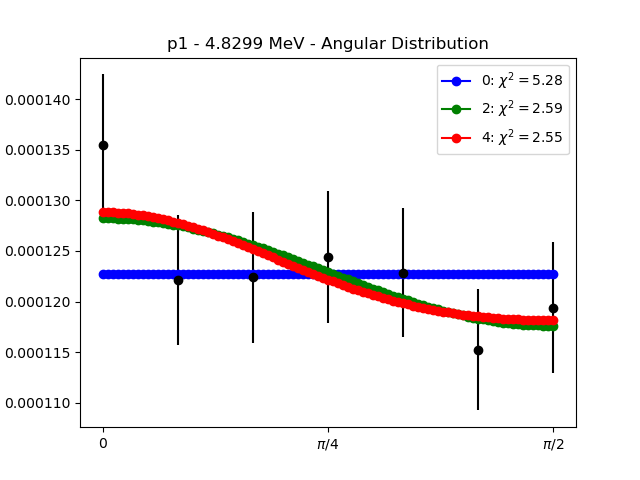 p1 - 4.8299 MeV - Angular Distribution
0: χ² = 5.28
2: χ² = 2.59
4: χ² = 2.55
0.000140
0.000135
0.000130
0.000125
0.000120
0.000115
0.000110
0
π/4
π/2